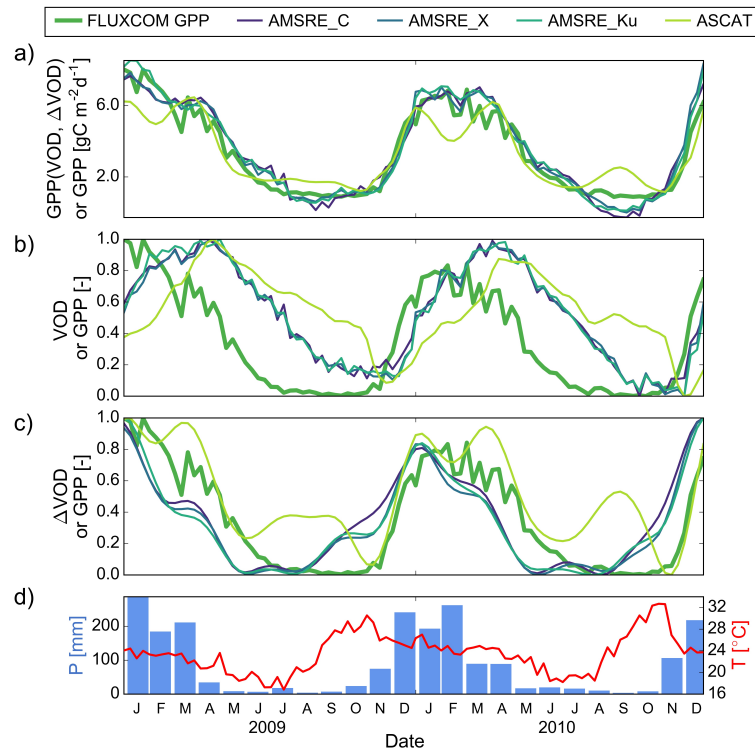 FLUXCOM GPP AMSRE_C AMSRE_X AMSRE_Ku ASCAT
a)
GPP(VOD, ΔVOD)
or GPP [gC m⁻²d⁻¹]
6.0
2.0
b)
VOD
or GPP [-]
1.0
0.8
0.6
0.4
0.2
0.0
c)
ΔVOD
or GPP [-]
1.0
0.8
0.6
0.4
0.2
0.0
d)
P [mm]
200
100
0
32
28
24
20
16
T [°C]
J F M A M J J A S O N D J F M A M J J A S O N D
2009 2010
Date